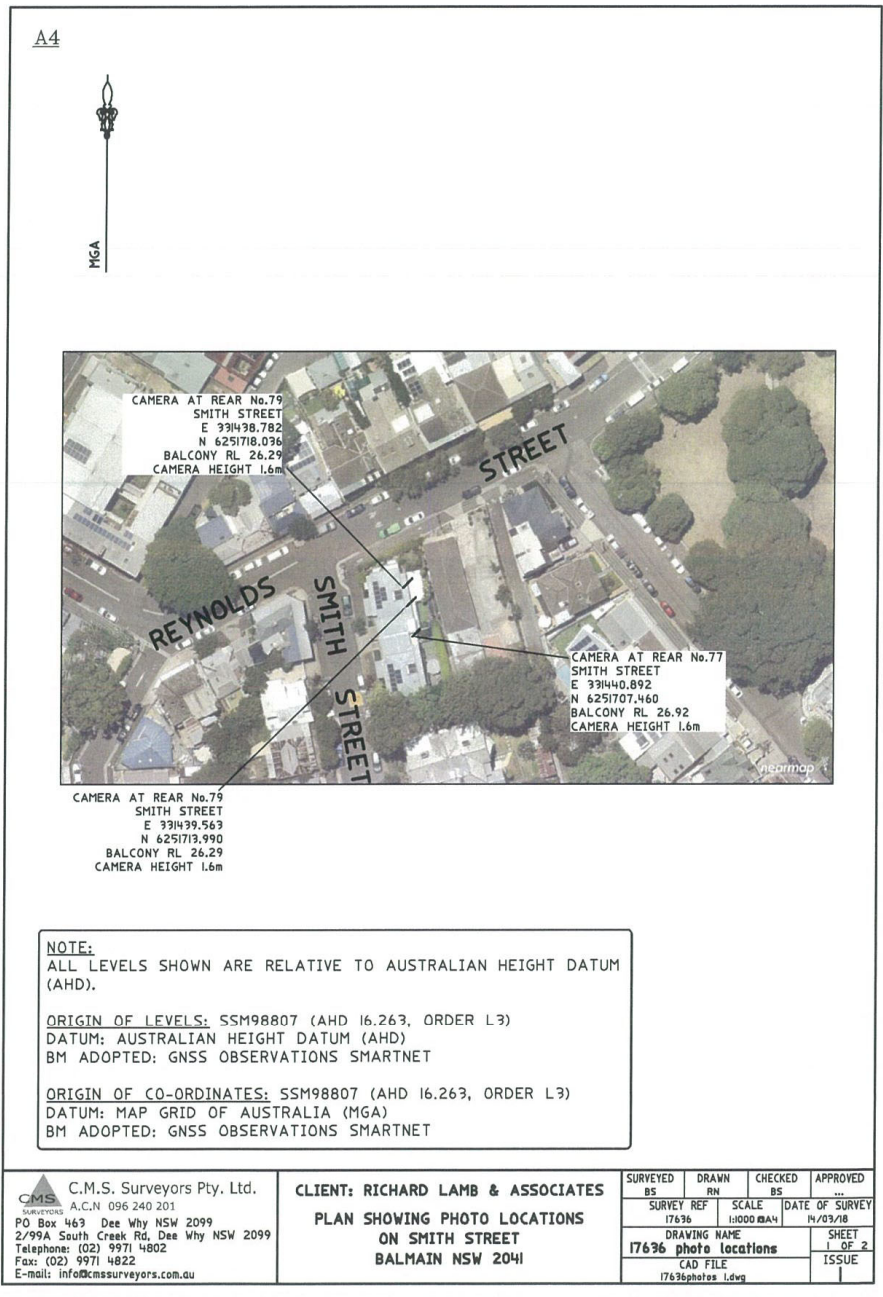 A4
MGA
CAMERA AT REAR No.79
SMITH STREET
E 331438.782
N 6251718.036
BALCONY RL 26.29
CAMERA HEIGHT 1.6m
REYNOLDS STREET
SMITH STREET
CAMERA AT REAR No.77
SMITH STREET
E 331440.892
N 6251707.460
BALCONY RL 26.92
CAMERA HEIGHT 1.6m
nearmap
CAMERA AT REAR No.79
SMITH STREET
E 331439.563
N 6251713.990
BALCONY RL 26.29
CAMERA HEIGHT 1.6m
NOTE:
ALL LEVELS SHOWN ARE RELATIVE TO AUSTRALIAN HEIGHT DATUM
(AHD).
ORIGIN OF LEVELS: SSM98807 (AHD 16.263, ORDER L3)
DATUM: AUSTRALIAN HEIGHT DATUM (AHD)
BM ADOPTED: GNSS OBSERVATIONS SMARTNET
ORIGIN OF CO-ORDINATES: SSM98807 (AHD 16.263, ORDER L3)
DATUM: MAP GRID OF AUSTRALIA (MGA)
BM ADOPTED: GNSS OBSERVATIONS SMARTNET
CMS
SURVEYORS
C.M.S. Surveyors Pty. Ltd.
A.C.N 096 240 201
PO Box 463 Dee Why NSW 2099
2/99A South Creek Rd, Dee Why NSW 2099
Telephone: (02) 9971 4802
Fax: (02) 9971 4822
E-mail: info@cmssurveyors.com.au
CLIENT: RICHARD LAMB & ASSOCIATES
PLAN SHOWING PHOTO LOCATIONS
ON SMITH STREET
BALMAIN NSW 2041
SURVEYED DRAWN CHECKED APPROVED
BS RN BS ...
SURVEY REF SCALE DATE OF SURVEY
17636 1:1000 @A4 14/03/18
DRAWING NAME SHEET
17636 photo locations 1 OF 2
CAD FILE ISSUE
17636photos 1.dwg 1